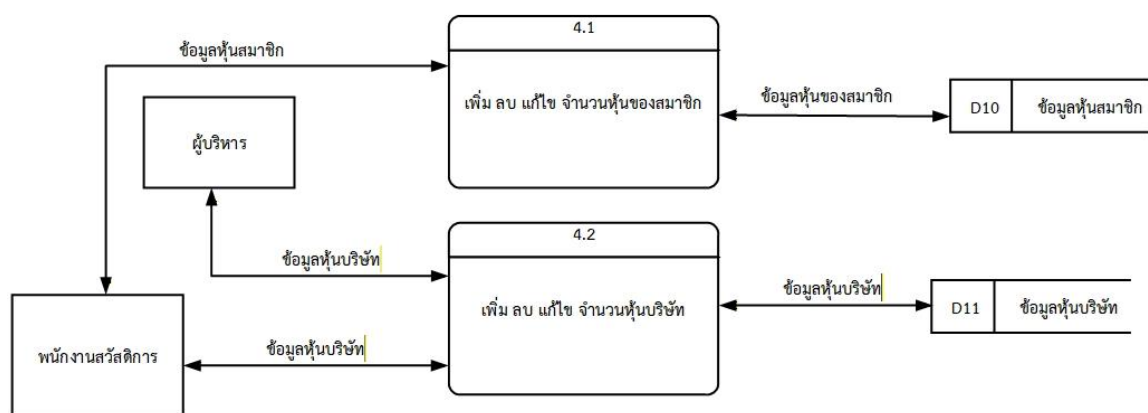 4.1
ข้อมูลหุ้นสมาชิก
เพิ่ม ลบ แก้ไข จำนวนหุ้นของสมาชิก
ข้อมูลหุ้นของสมาชิก
D10
ข้อมูลหุ้นสมาชิก
ผู้บริหาร
4.2
ข้อมูลหุ้นบริษัท
เพิ่ม ลบ แก้ไข จำนวนหุ้นบริษัท
ข้อมูลหุ้นบริษัท
D11
ข้อมูลหุ้นบริษัท
พนักงานสวัสดิการ
ข้อมูลหุ้นบริษัท